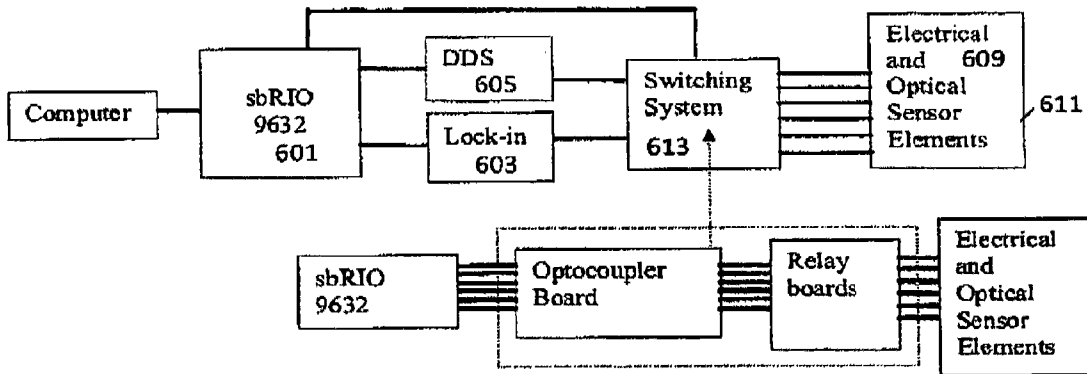 Computer
sbRIO
9632
601
DDS
605
Lock-in
603
Switching
System
613
Electrical
and 609
Optical
Sensor
Elements
611
sbRIO
9632
Optocoupler
Board
Relay
boards
Electrical
and
Optical
Sensor
Elements